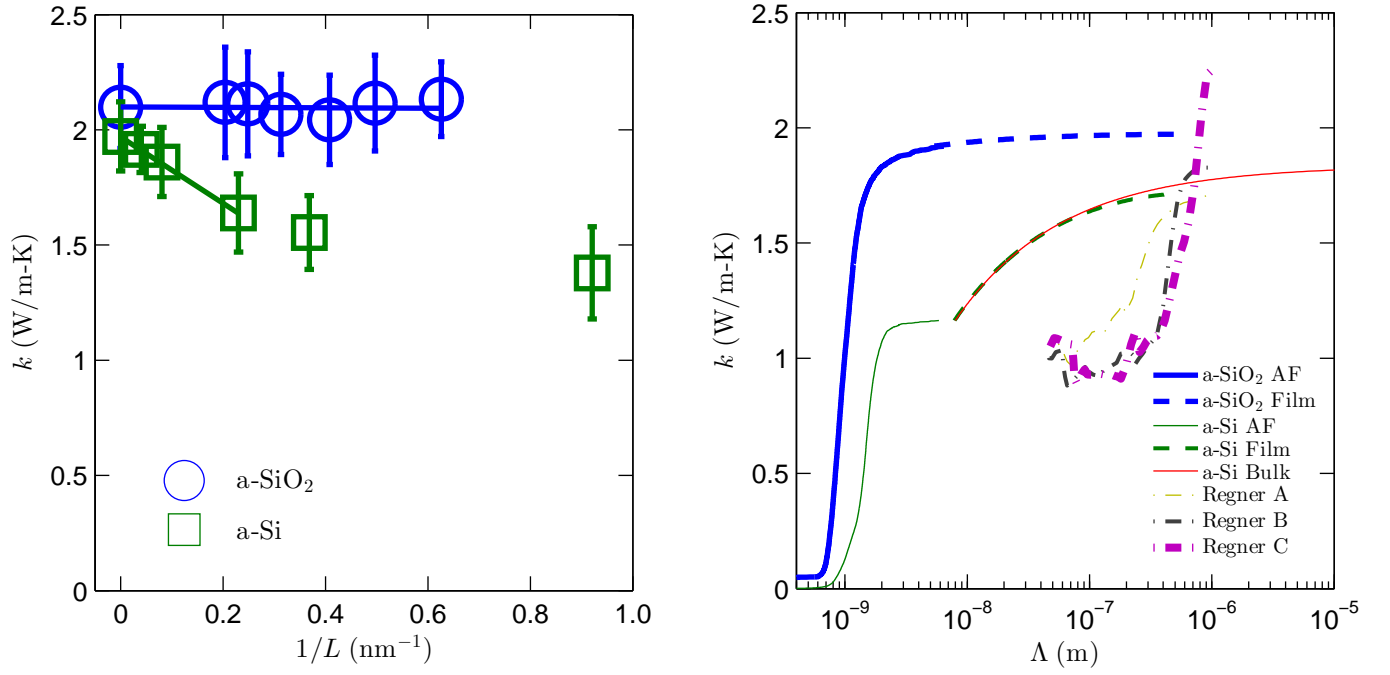 2.5
2
1.5
1
0.5
0
k (W/m-K)
a-SiO₂
a-Si
0 0.2 0.4 0.6 0.8 1.0
1/L (nm⁻¹)
2.5
2
1.5
1
0.5
0
k (W/m-K)
a-SiO₂ AF
a-SiO₂ Film
a-Si AF
a-Si Film
a-Si Bulk
Regner A
Regner B
Regner C
10⁻⁹ 10⁻⁸ 10⁻⁷ 10⁻⁶ 10⁻⁵
Λ (m)